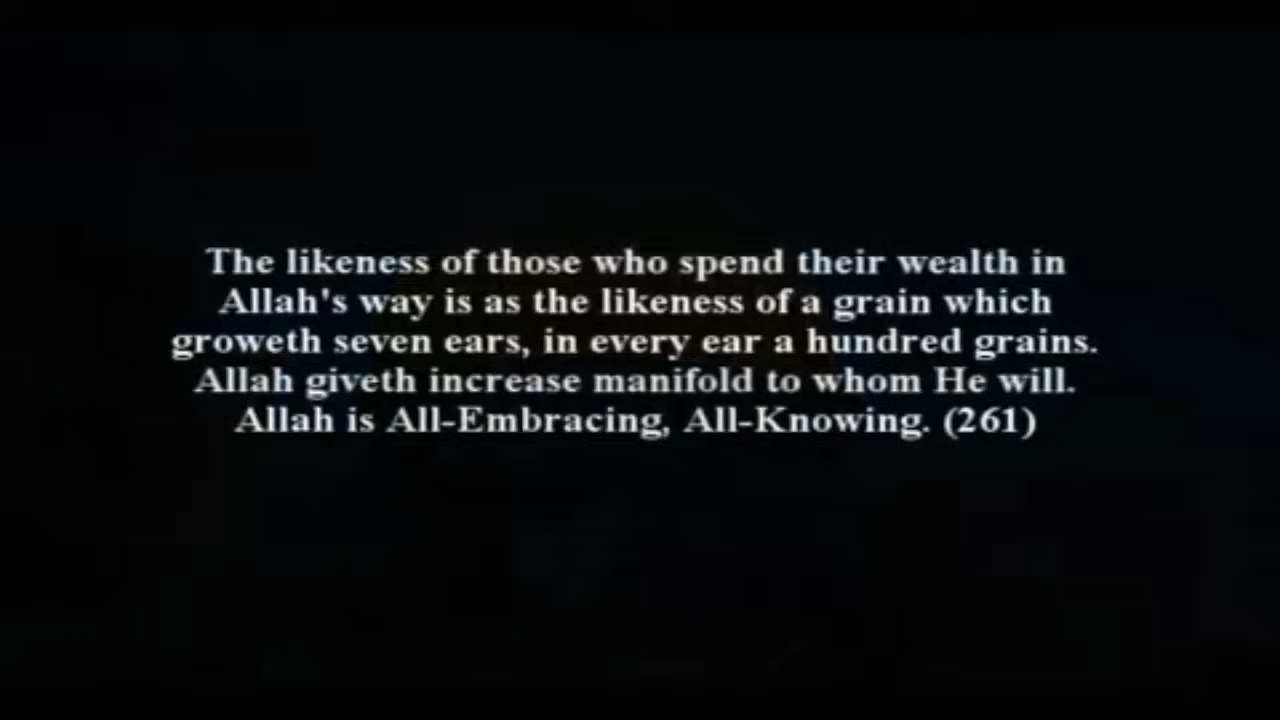 The likeness of those who spend their wealth in
Allah's way is as the likeness of a grain which
groweth seven ears, in every ear a hundred grains.
Allah giveth increase manifold to whom He will.
Allah is All-Embracing, All-Knowing. (261)